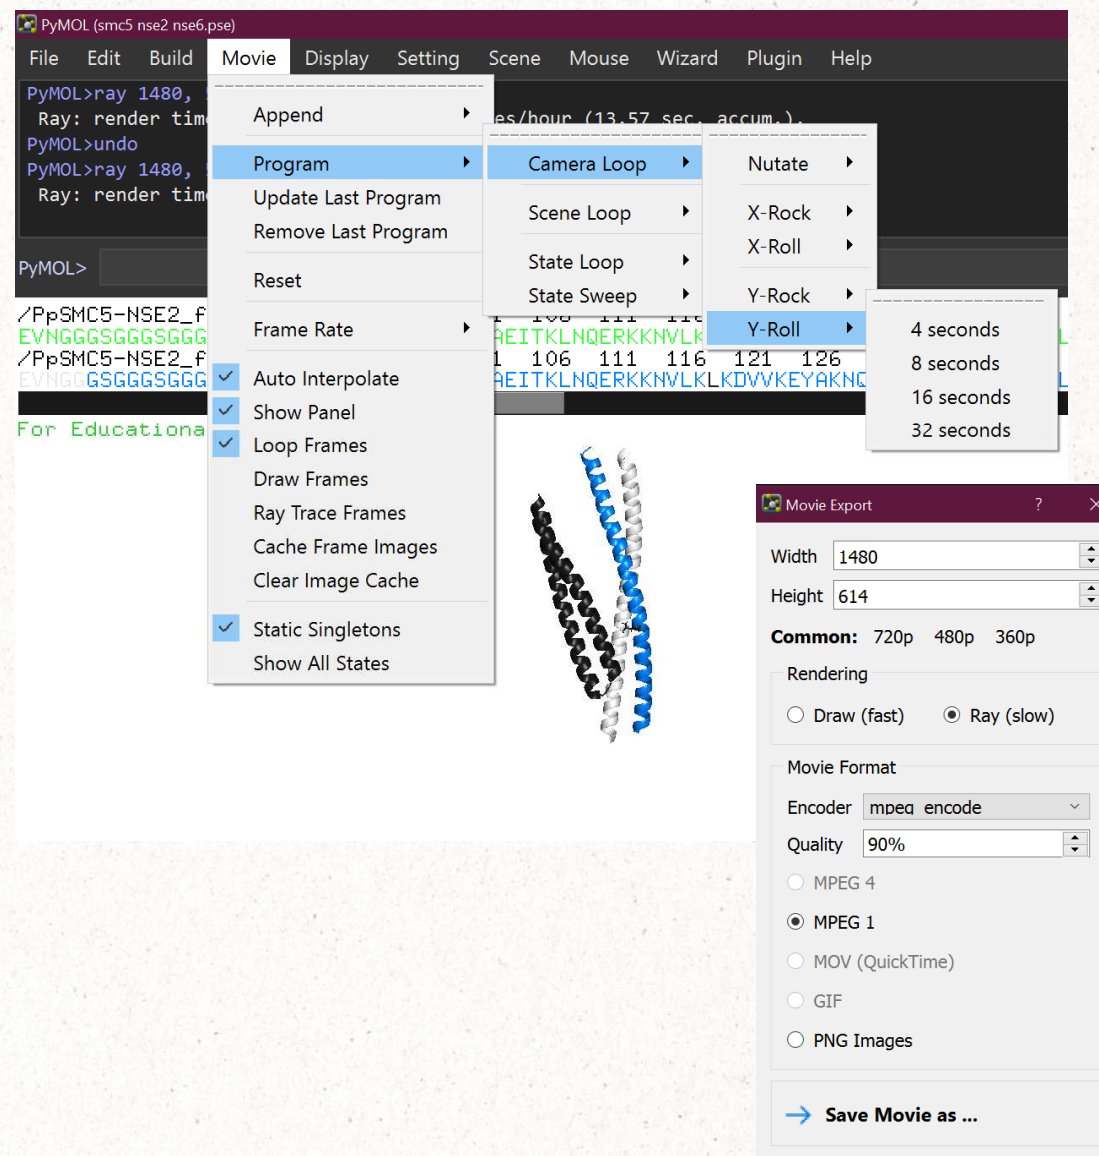 PyMOL (smc5 nse2 nse6.pse)
File Edit Build Movie Display Setting Scene Mouse Wizard Plugin Help
PyMOL>ray 1480,
Ray: render tim es/hour (13.57 sec. accum.).
PyMOL>undo
PyMOL>ray 1480,
Ray: render tim
PyMOL>
/PpSMC5-NSE2_f
EVNGGSGGGSGGG AEITKLNQERKKNVLK
/PpSMC5-NSE2_f 1 106 111 116 121 126
EVNGGGSGGGSGGG AEITKLNQERKKNVLKLKDVVKEYAKNQ
For Educationa
Append
Program
Update Last Program
Remove Last Program
Reset
Frame Rate
Auto Interpolate
Show Panel
Loop Frames
Draw Frames
Ray Trace Frames
Cache Frame Images
Clear Image Cache
Static Singletons
Show All States
Camera Loop
Scene Loop
State Loop
State Sweep
Nutate
X-Rock
X-Roll
Y-Rock
Y-Roll
4 seconds
8 seconds
16 seconds
32 seconds
Movie Export ?
Width 1480
Height 614
Common: 720p 480p 360p
Rendering
Draw (fast) Ray (slow)
Movie Format
Encoder mpeg_encode
Quality 90%
MPEG 4
MPEG 1
MOV (QuickTime)
GIF
PNG Images
Save Movie as ...